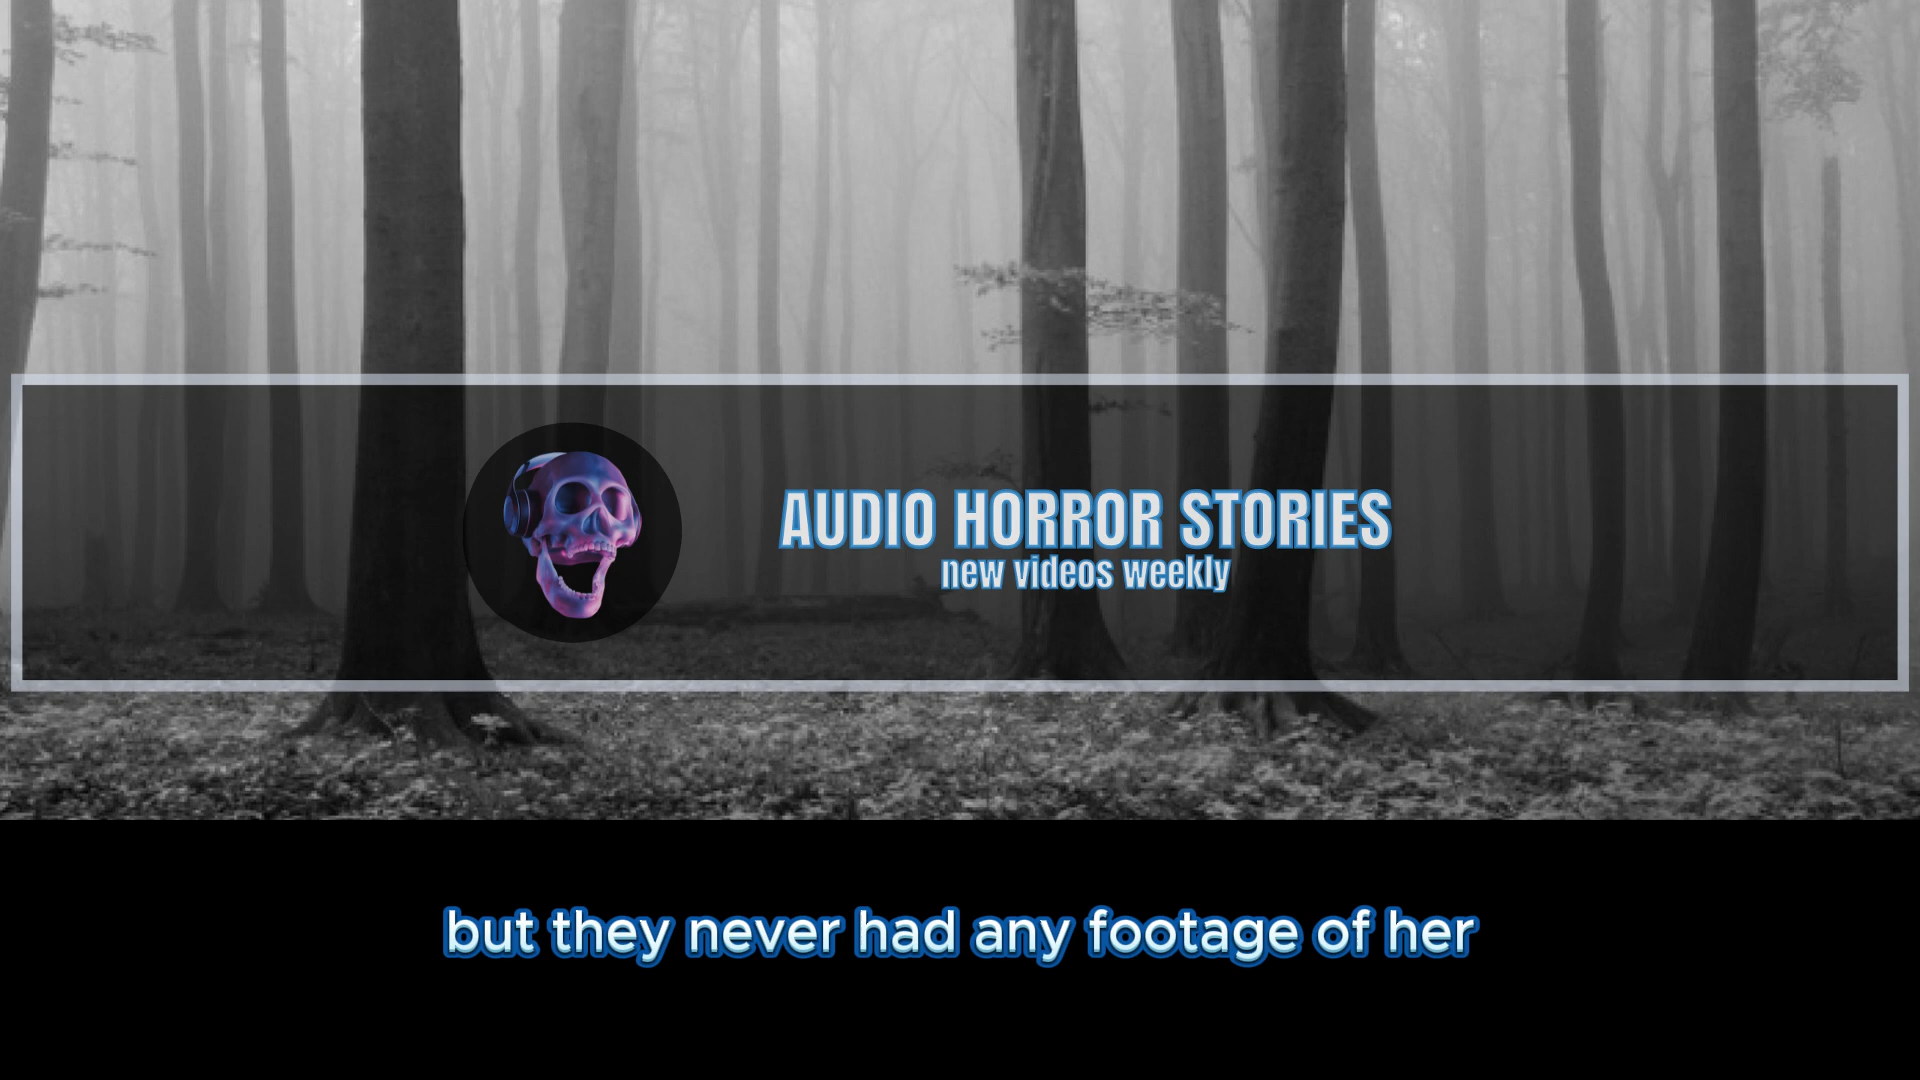 AUDIO HORROR STORIES
new videos weekly
but they never had any footage of her